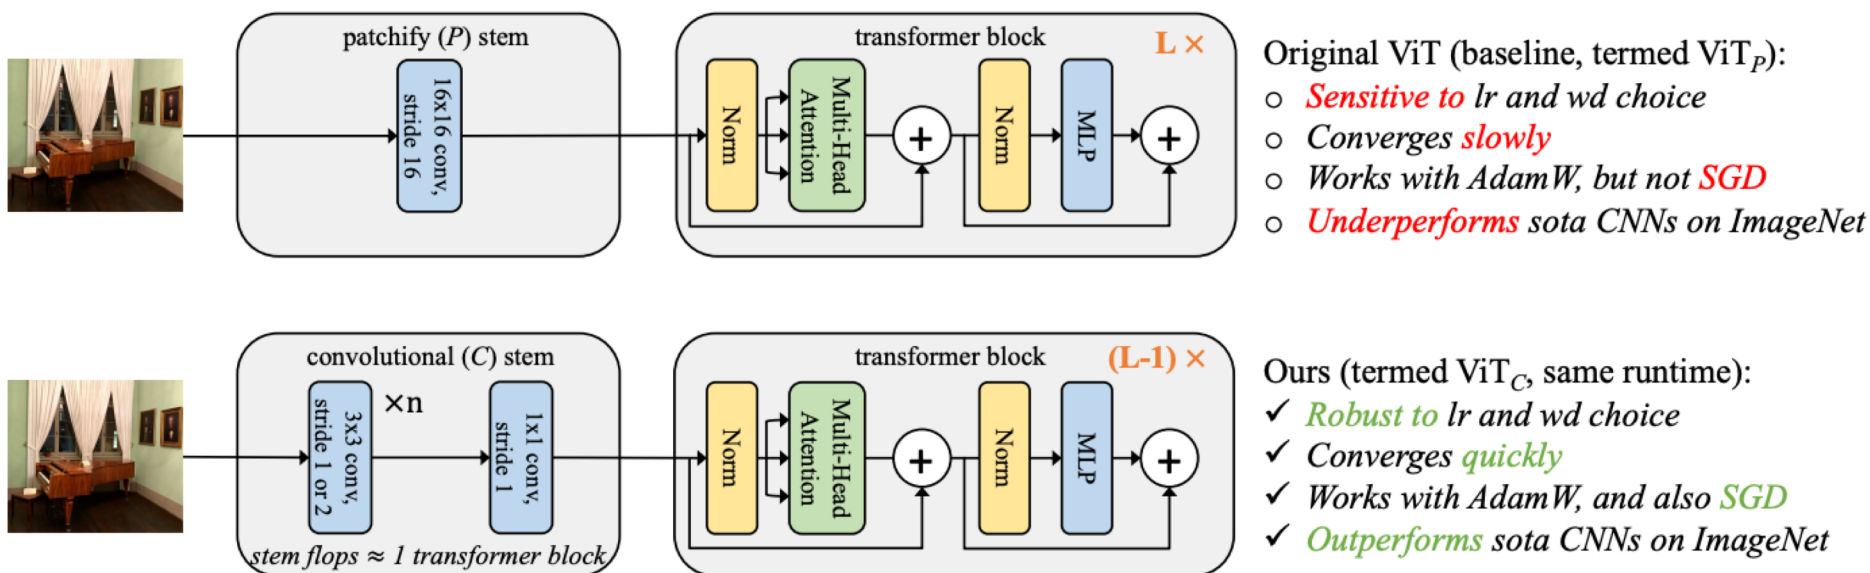 patchify (P) stem
16x16 conv,
stride 16
transformer block
L ×
Norm
Multi-Head
Attention
+
Norm
MLP
+
Original ViT (baseline, termed ViT_P):
○ Sensitive to lr and wd choice
○ Converges slowly
○ Works with AdamW, but not SGD
○ Underperforms sota CNNs on ImageNet
convolutional (C) stem
3x3 conv,
stride 1 or 2
×n
1x1 conv,
stride 1
stem flops ≈ 1 transformer block
transformer block
(L-1) ×
Norm
Multi-Head
Attention
+
Norm
MLP
+
Ours (termed ViT_C, same runtime):
✓ Robust to lr and wd choice
✓ Converges quickly
✓ Works with AdamW, and also SGD
✓ Outperforms sota CNNs on ImageNet